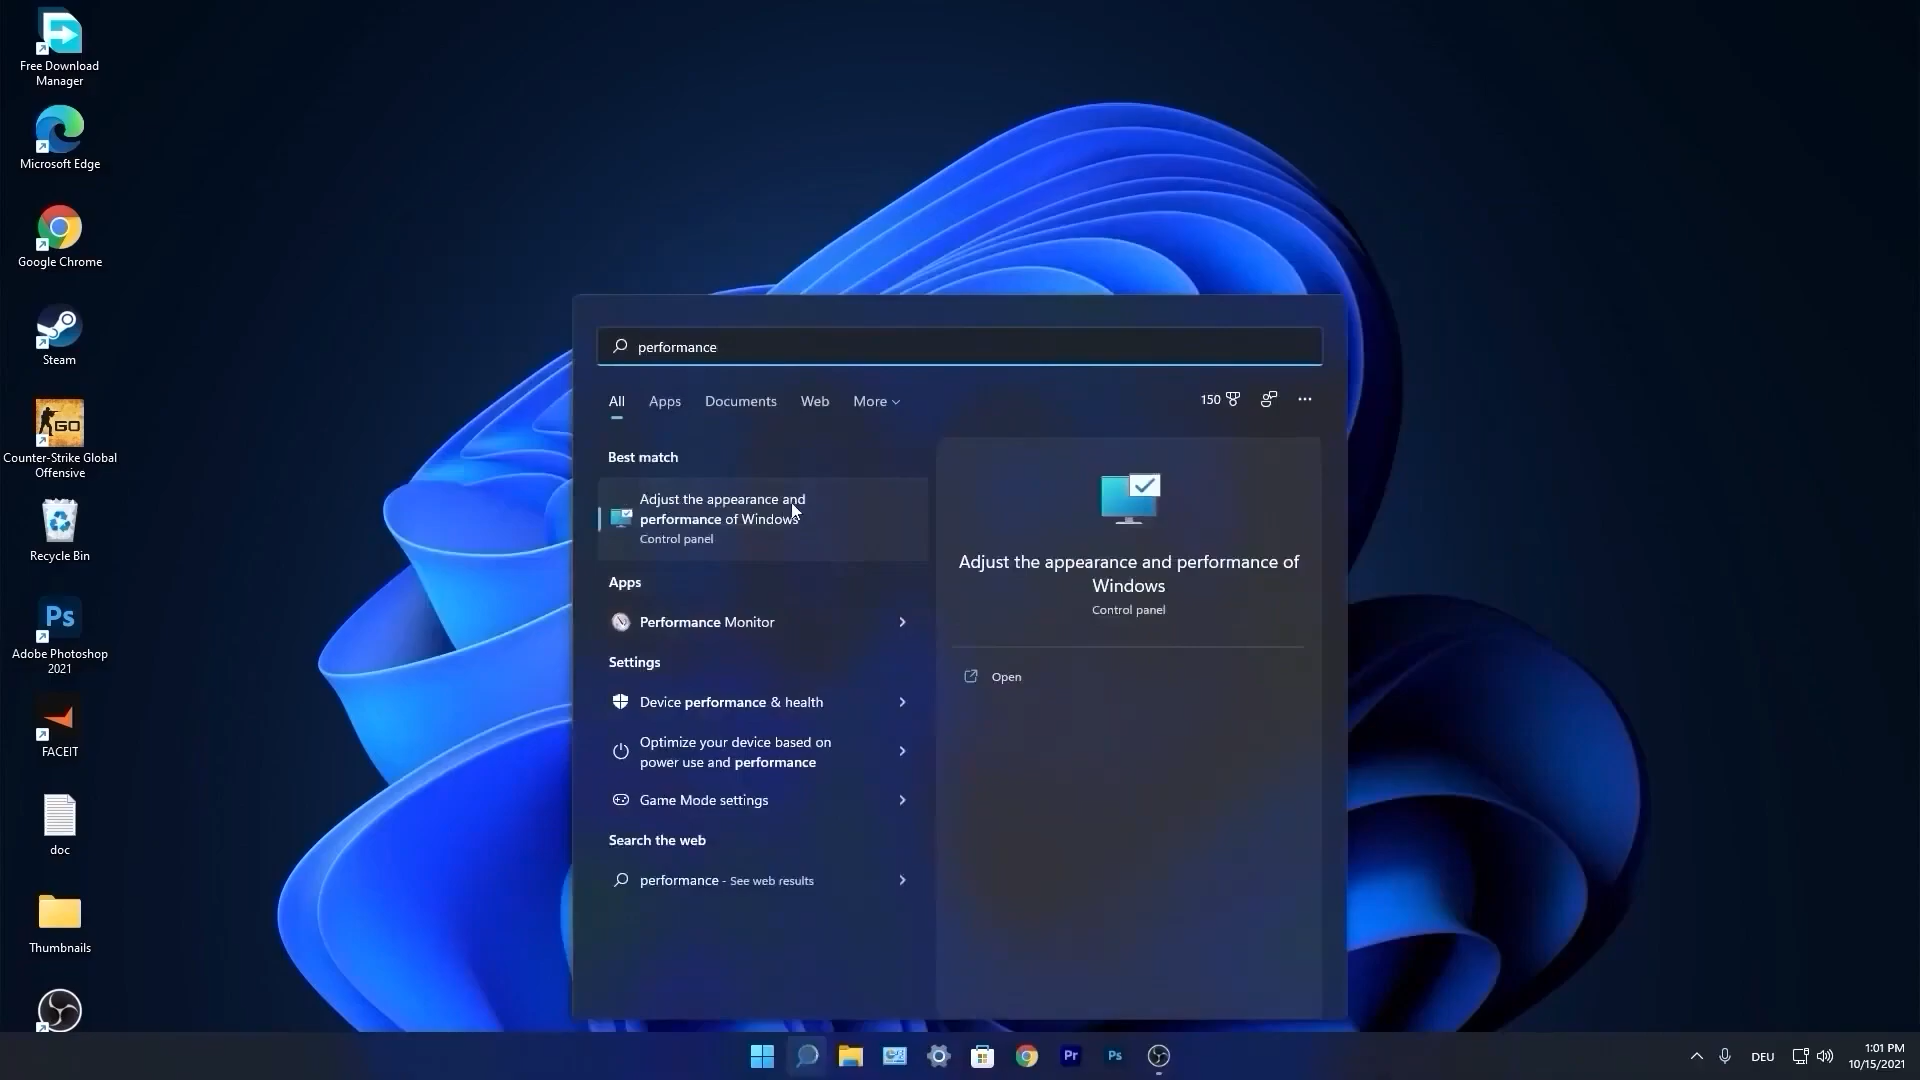 Free Download
Manager
Microsoft Edge
Google Chrome
Steam
GO
Counter-Strike Global
Offensive
Recycle Bin
Ps
Adobe Photoshop
2021
FACEIT
doc
Thumbnails
performance
All Apps Documents Web More
150
Best match
Adjust the appearance and
performance of Windows
Control panel
Apps
Performance Monitor
Settings
Device performance & health
Optimize your device based on
power use and performance
Game Mode settings
Search the web
performance - See web results
Adjust the appearance and performance of
Windows
Control panel
Open
Pr Ps
DEU
1:01 PM
10/15/2021